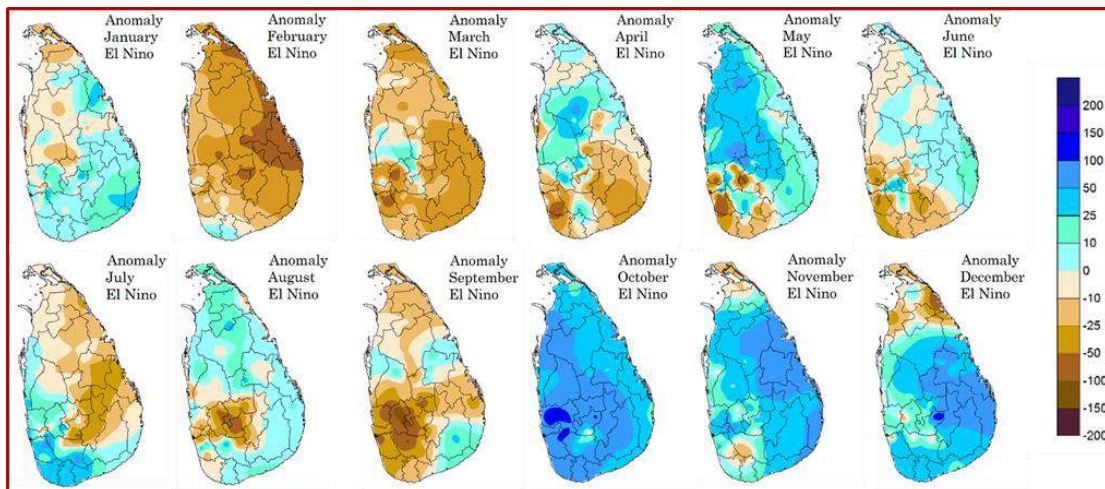 Anomaly
January
El Nino
Anomaly
February
El Nino
Anomaly
March
El Nino
Anomaly
April
El Nino
Anomaly
May
El Nino
Anomaly
June
El Nino
Anomaly
July
El Nino
Anomaly
August
El Nino
Anomaly
September
El Nino
Anomaly
October
El Nino
Anomaly
November
El Nino
Anomaly
December
El Nino
200
150
100
50
25
10
0
-10
-25
-50
-100
-150
-200